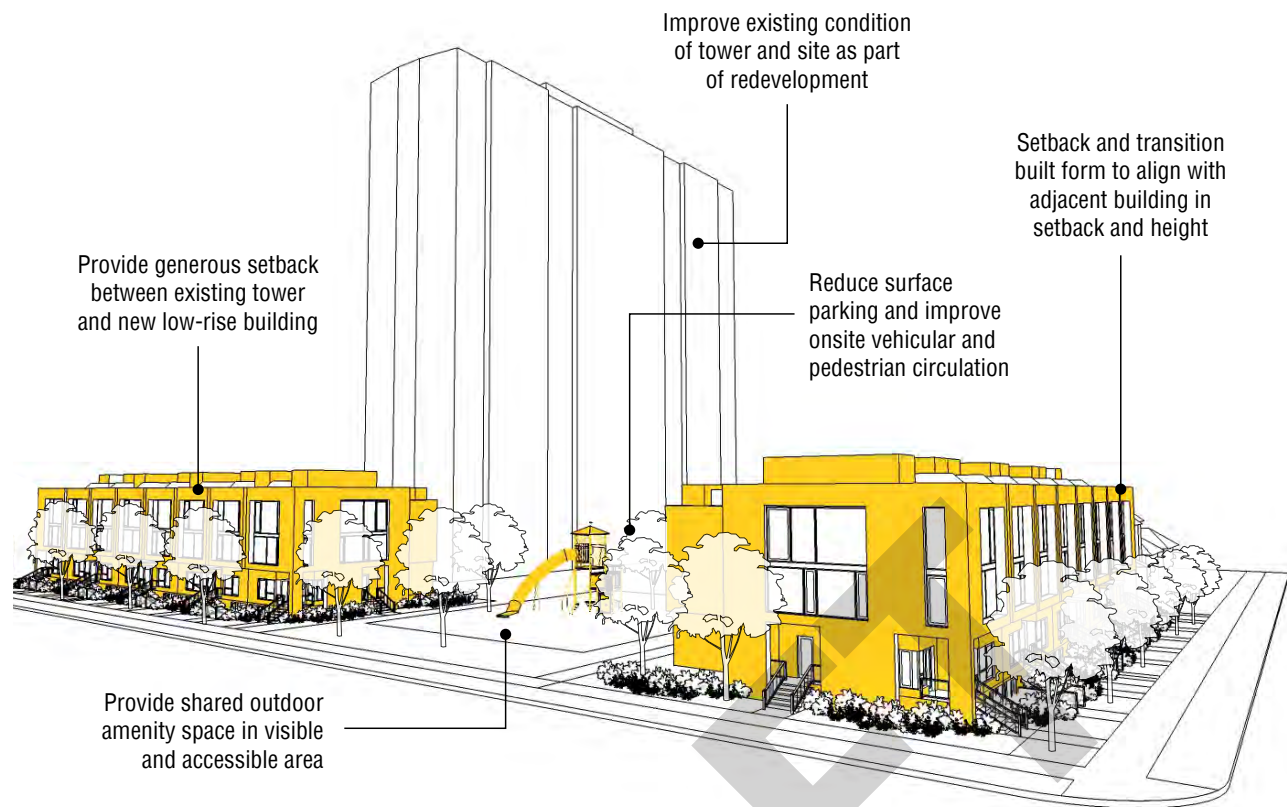 Improve existing condition
of tower and site as part
of redevelopment
Setback and transition
built form to align with
adjacent building in
setback and height
Provide generous setback
between existing tower
and new low-rise building
Reduce surface
parking and improve
onsite vehicular and
pedestrian circulation
Provide shared outdoor
amenity space in visible
and accessible area